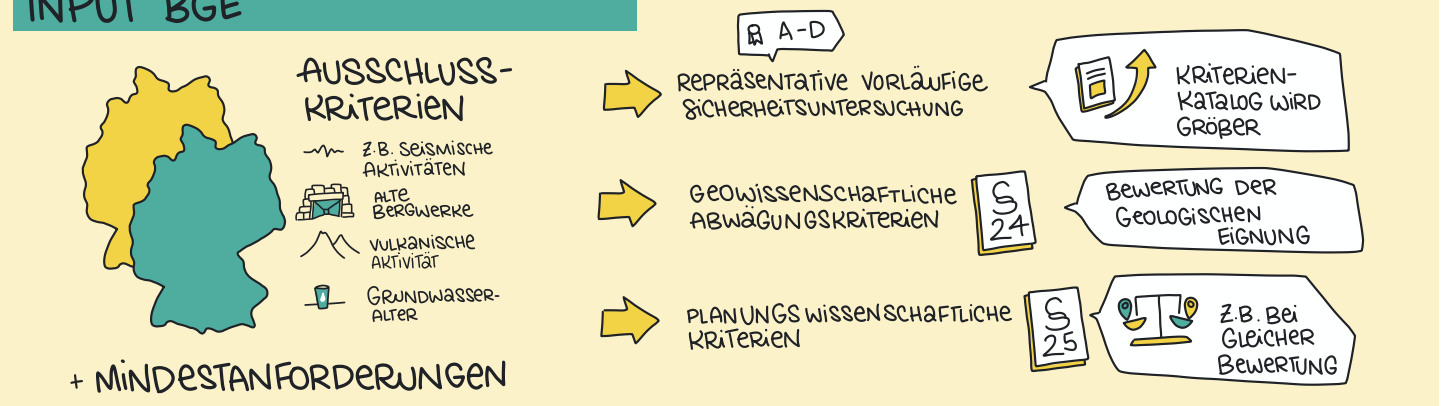 INPUT BGE
AUSSCHLUSS-
KRITERIEN
Z.B. SEISMISCHE
AKTIVITÄTEN
ALTE
BERGWERKE
VULKANISCHE
AKTIVITÄT
GRUNDWASSER-
ALTER
+ MINDESTANFORDERUNGEN
A-D
REPRÄSENTATIVE VORLÄUFIGE
SICHERHEITSUNTERSUCHUNG
KRITERIEN-
KATALOG WIRD
GRÖßER
GEOWISSENSCHAFTLICHE
ABWÄGUNGSKRITERIEN
§
24
BEWERTUNG DER
GEOLOGISCHEN
EIGNUNG
PLANUNGSWISSENSCHAFTLICHE
KRITERIEN
§
25
Z.B. BEI
GLEICHER
BEWERTUNG